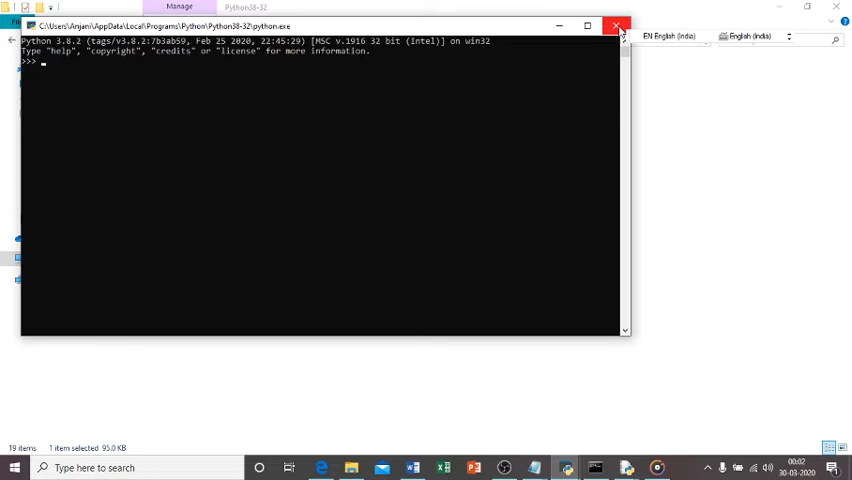 Manage
Python38-32
C:\Users\Anjani\AppData\Local\Programs\Python\Python38-32\python.exe
Python 3.8.2 (tags/v3.8.2:7b3ab59, Feb 25 2020, 22:45:29) [MSC v.1916 32 bit (Intel)] on win32
Type "help", "copyright", "credits" or "license" for more information.
>>>
EN English (India)
English (India)
19 items
1 item selected 95.0 KB
Type here to search
00:02
30-03-2020